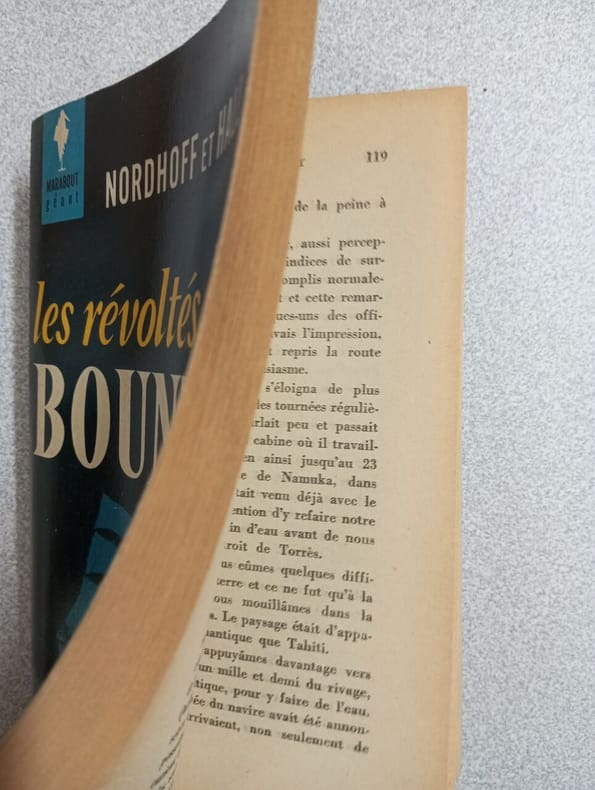 MARABOUT
géant
NORDHOFF ET
les révoltés
BOUN
119
de la peine à
, aussi percep-
indices de sur-
omplis normale-
t et cette remar-
ues-uns des offi-
vais l'impression,
t repris la route
siasme.
s'éloigna de plus
les tournées réguliè-
rlait peu et passait
cabine où il travail-
en ainsi jusqu'au 23
e de Namuka, dans
tait venu déjà avec le
ention d'y refaire notre
in d'eau avant de nous
roit de Torrès.
us eûmes quelques diffi-
terre et ce ne fut qu'à la
ous mouillâmes dans la
s. Le paysage était d'appa-
mantique que Tahiti.
appuyâmes davantage vers
un mille et demi du rivage,
tique, pour y faire de l'eau.
ée du navire avait été annon-
rrivaient, non seulement de